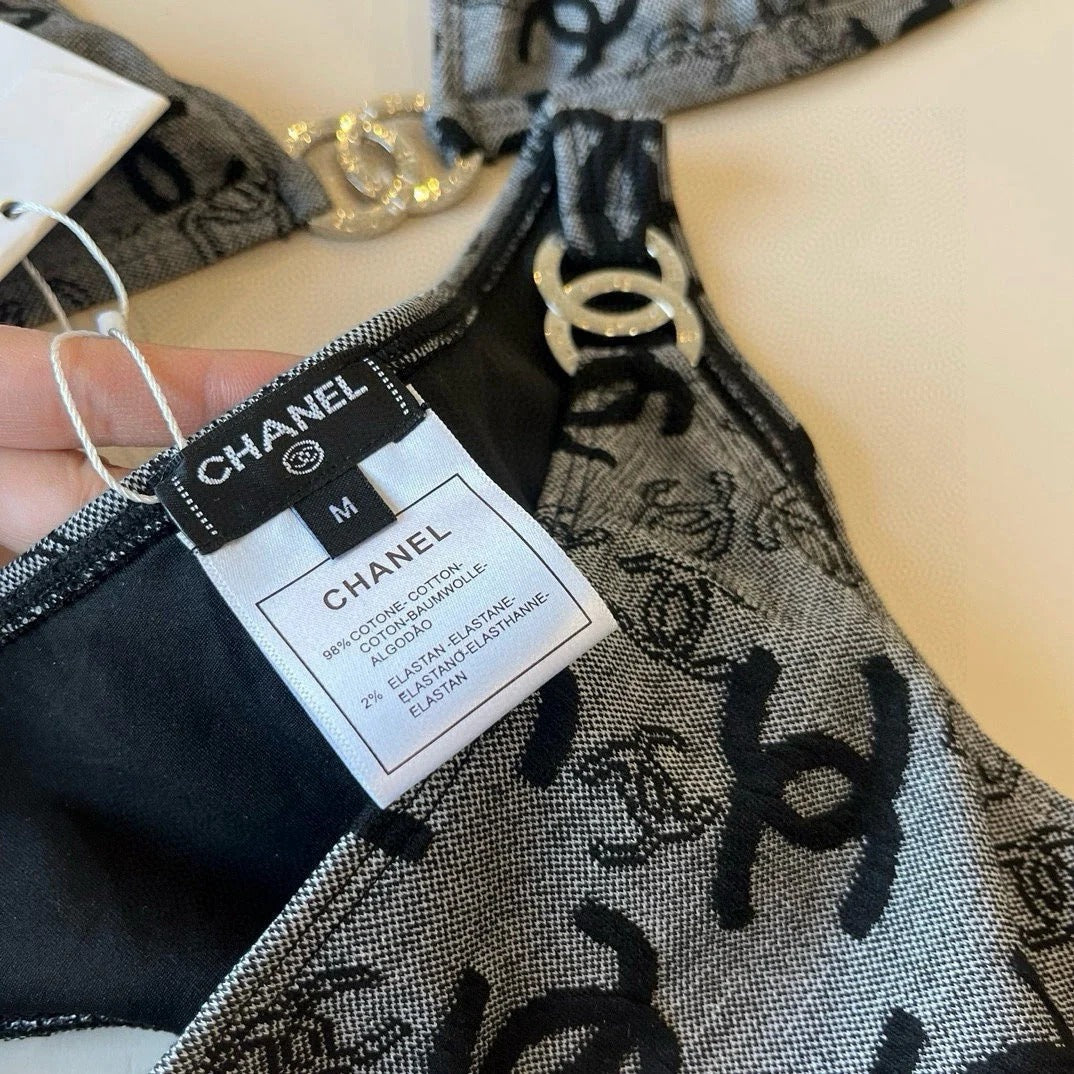 CHANEL
M
CHANEL
98% COTONE-COTTON-
COTON-BAUMWOLLE-
ALGODÃO
2% ELASTAN -ELASTANE-
ELASTANO-ELASTHANNE-
ELASTAN